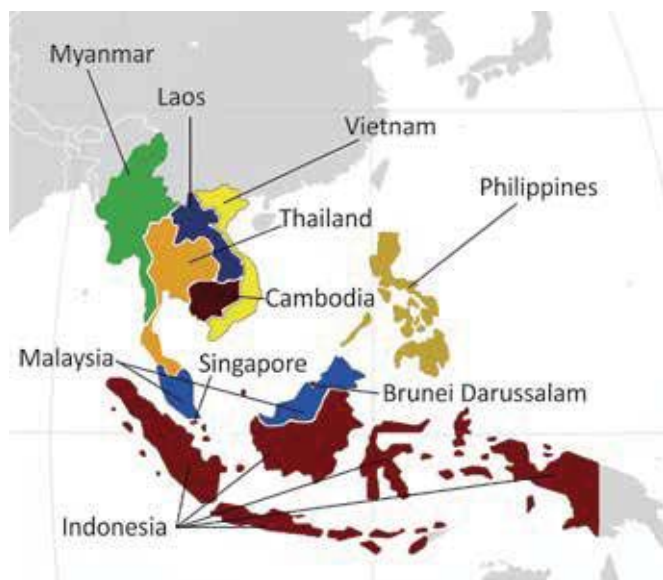 Myanmar
Laos
Vietnam
Philippines
Thailand
Cambodia
Malaysia
Singapore
Brunei Darussalam
Indonesia